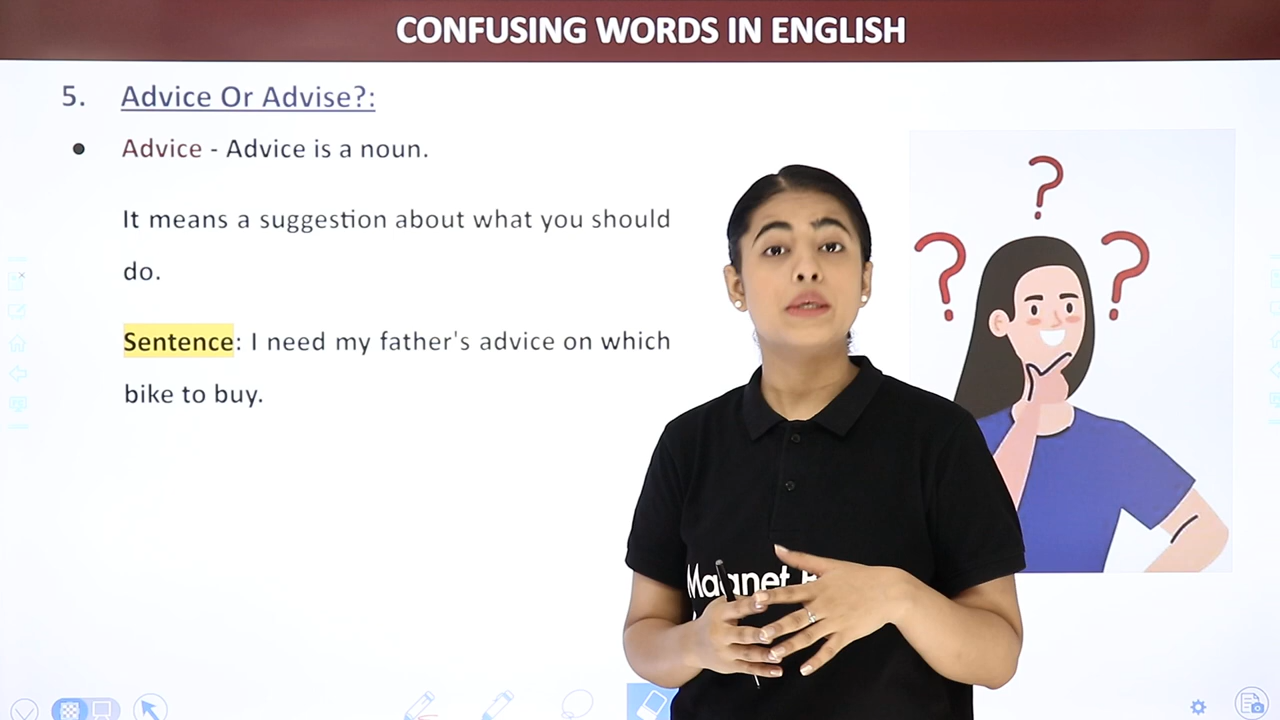 CONFUSING WORDS IN ENGLISH
5. Advice Or Advise?:
● Advice - Advice is a noun.
It means a suggestion about what you should
do.
Sentence: I need my father's advice on which
bike to buy.
? ? ?
Magnet